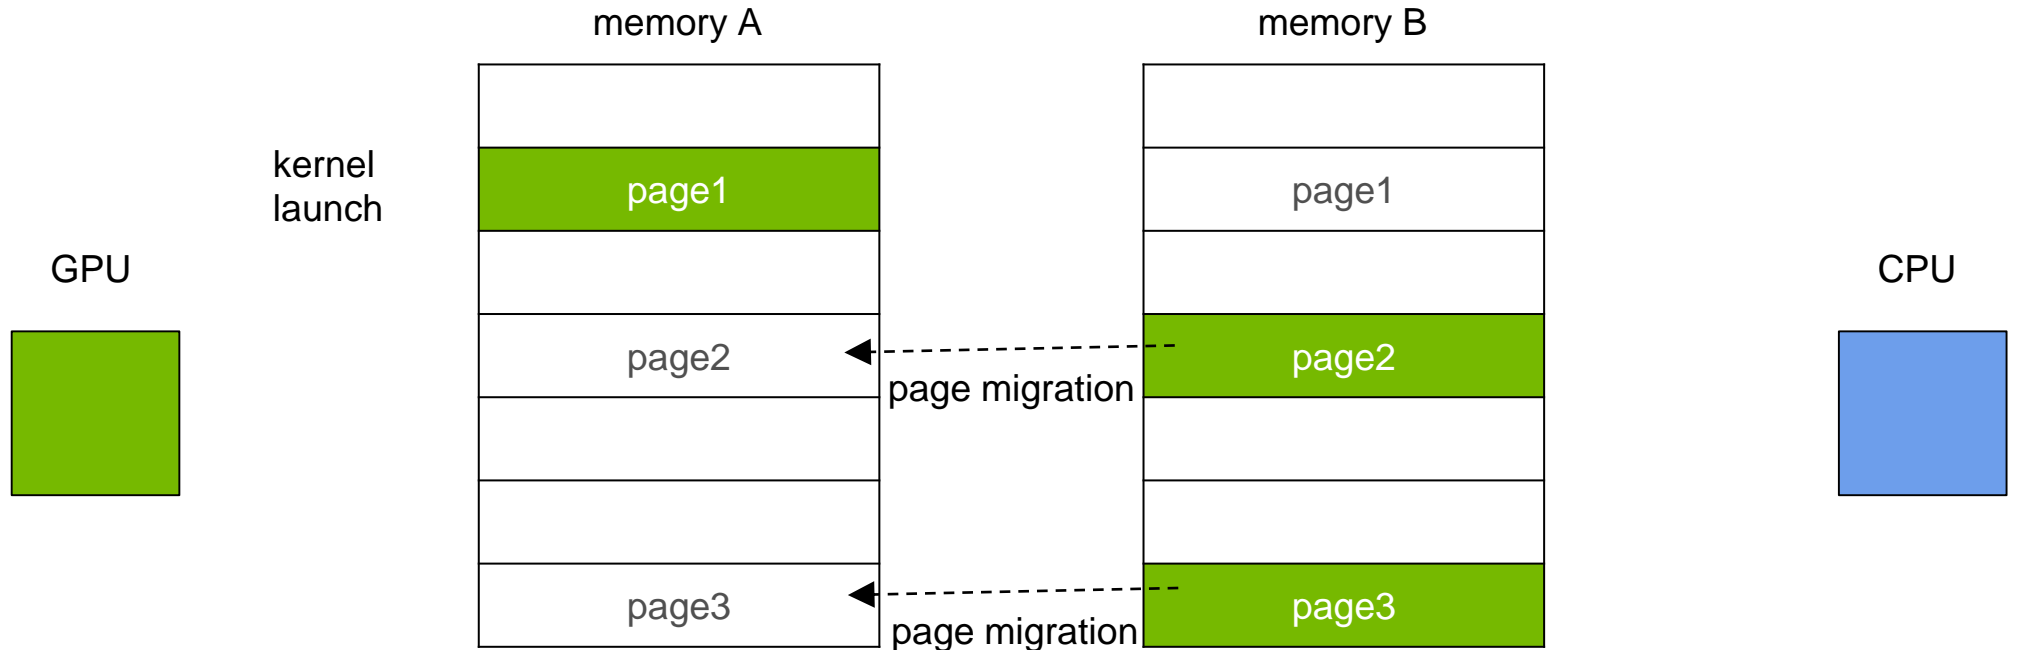 memory A
memory B
kernel
launch
page1
page1
GPU
CPU
page2
page2
page migration
page3
page3
page migration